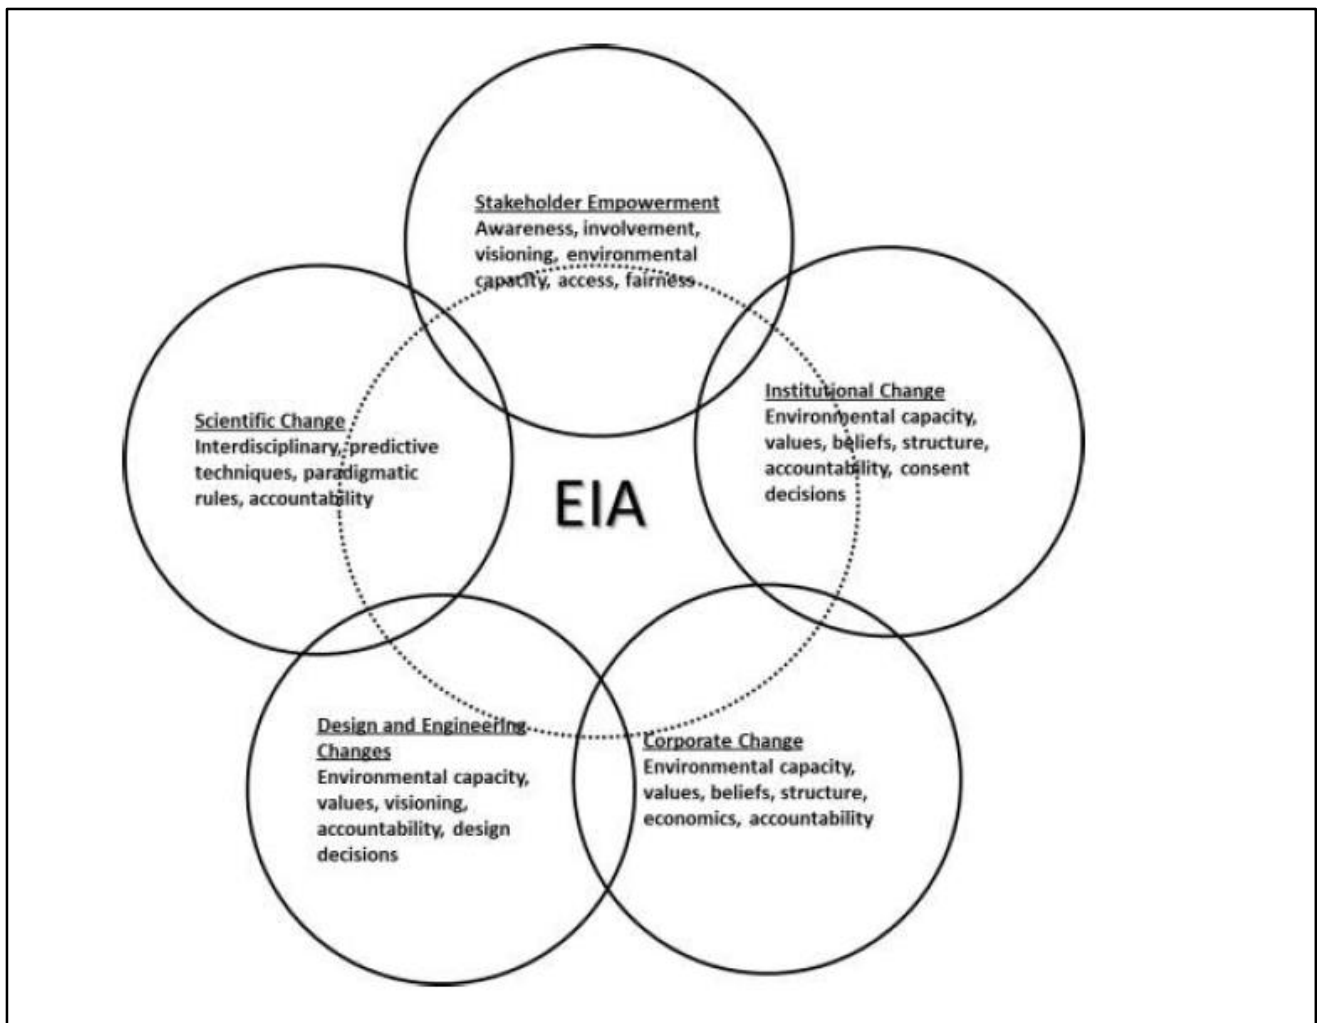 Stakeholder Empowerment
Awareness, involvement,
visioning, environmental
capacity, access, fairness
Institutional Change
Environmental capacity,
values, beliefs, structure,
accountability, consent
decisions
Scientific Change
Interdisciplinary, predictive
techniques, paradigmatic
rules, accountability
EIA
Design and Engineering
Changes
Environmental capacity,
values, visioning,
accountability, design
decisions
Corporate Change
Environmental capacity,
values, beliefs, structure,
economics, accountability